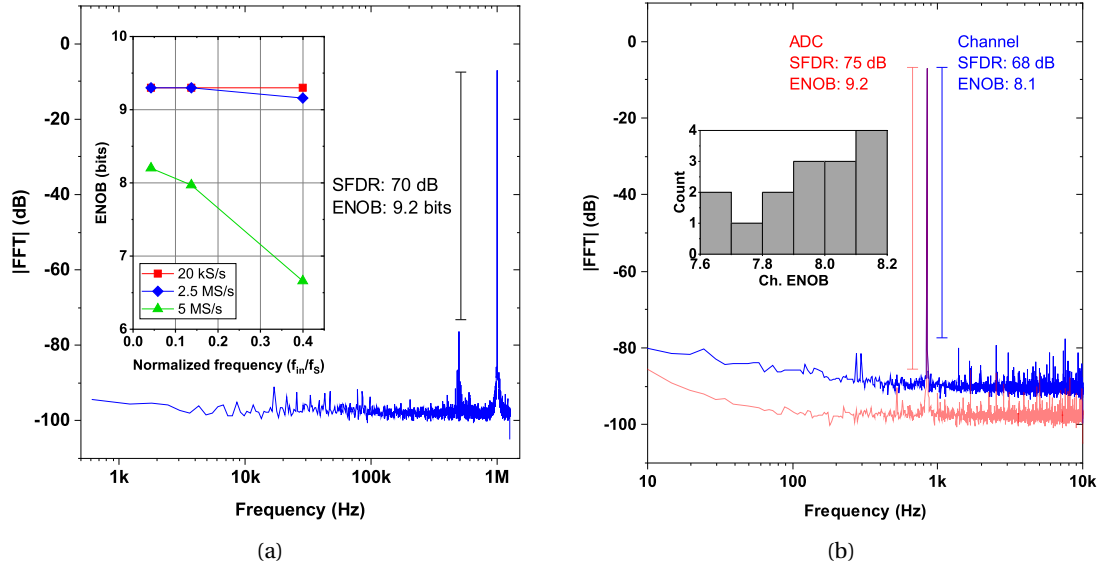 0
-20
-40
-60
-80
-100
|FFT| (dB)
1k
10k
100k
1M
Frequency (Hz)
10
9
8
7
6
ENOB (bits)
0.0
0.1
0.2
0.3
0.4
Normalized frequency (f_in/f_S)
20 kS/s
2.5 MS/s
5 MS/s
SFDR: 70 dB
ENOB: 9.2 bits
(a)
0
-20
-40
-60
-80
-100
|FFT| (dB)
10
100
1k
10k
Frequency (Hz)
ADC
SFDR: 75 dB
ENOB: 9.2
Channel
SFDR: 68 dB
ENOB: 8.1
4
3
2
1
0
Count
7.6
7.8
8.0
8.2
Ch. ENOB
(b)